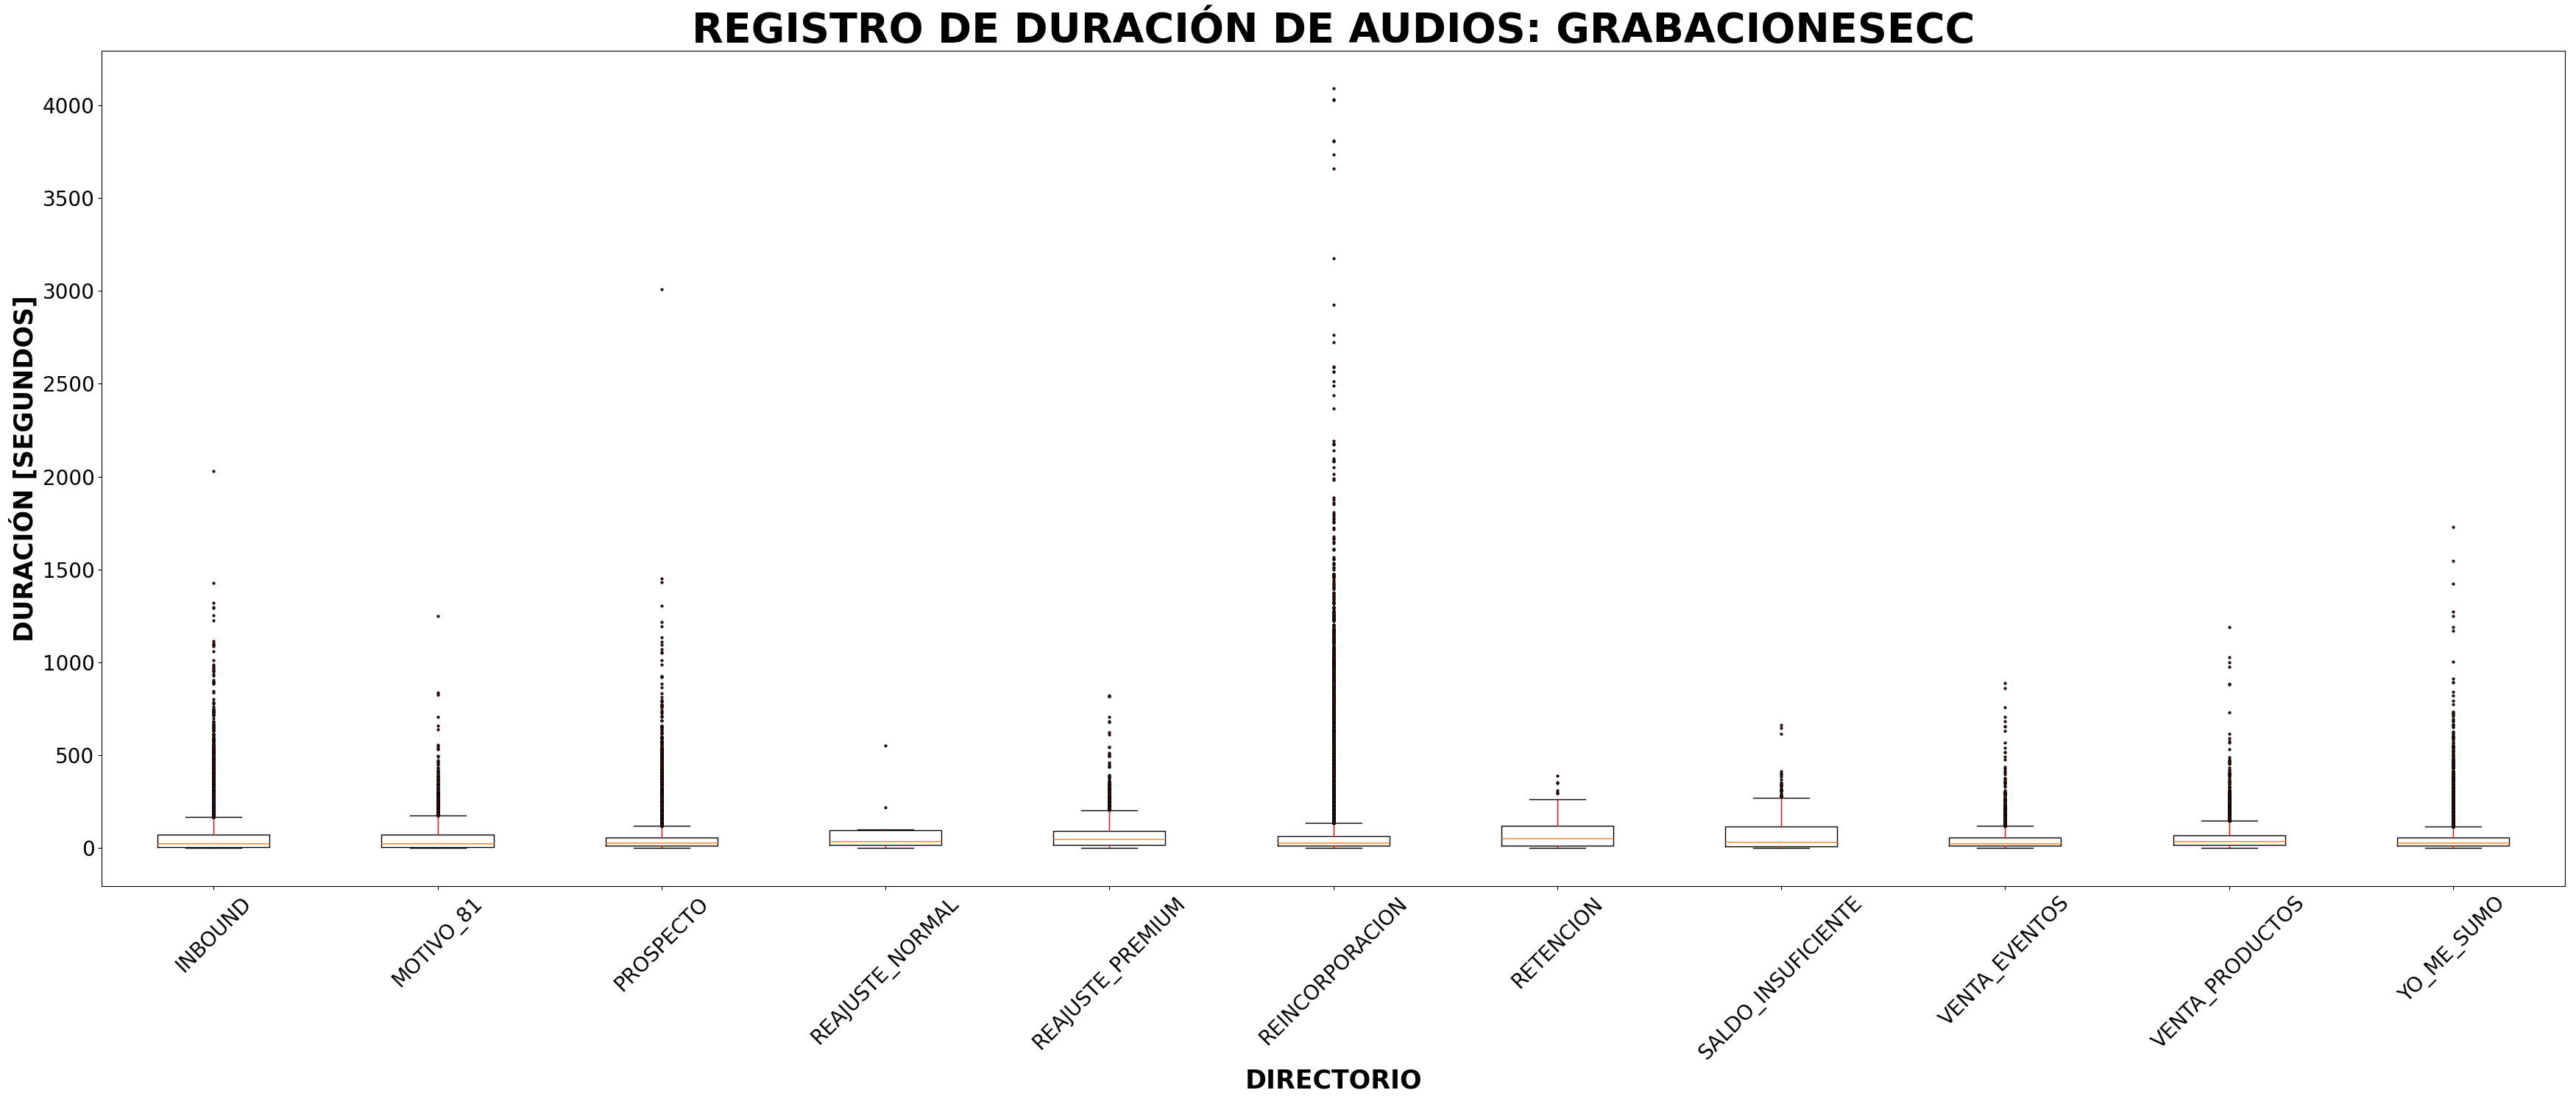 REGISTRO DE DURACIÓN DE AUDIOS: GRABACIONESECC
DURACIÓN [SEGUNDOS]
4000
3500
3000
2500
2000
1500
1000
500
0
INBOUND
MOTIVO_81
PROSPECTO
REAJUSTE_NORMAL
REAJUSTE_PREMIUM
REINCORPORACION
RETENCION
SALDO_INSUFICIENTE
VENTA_EVENTOS
VENTA_PRODUCTOS
YO_ME_SUMO
DIRECTORIO